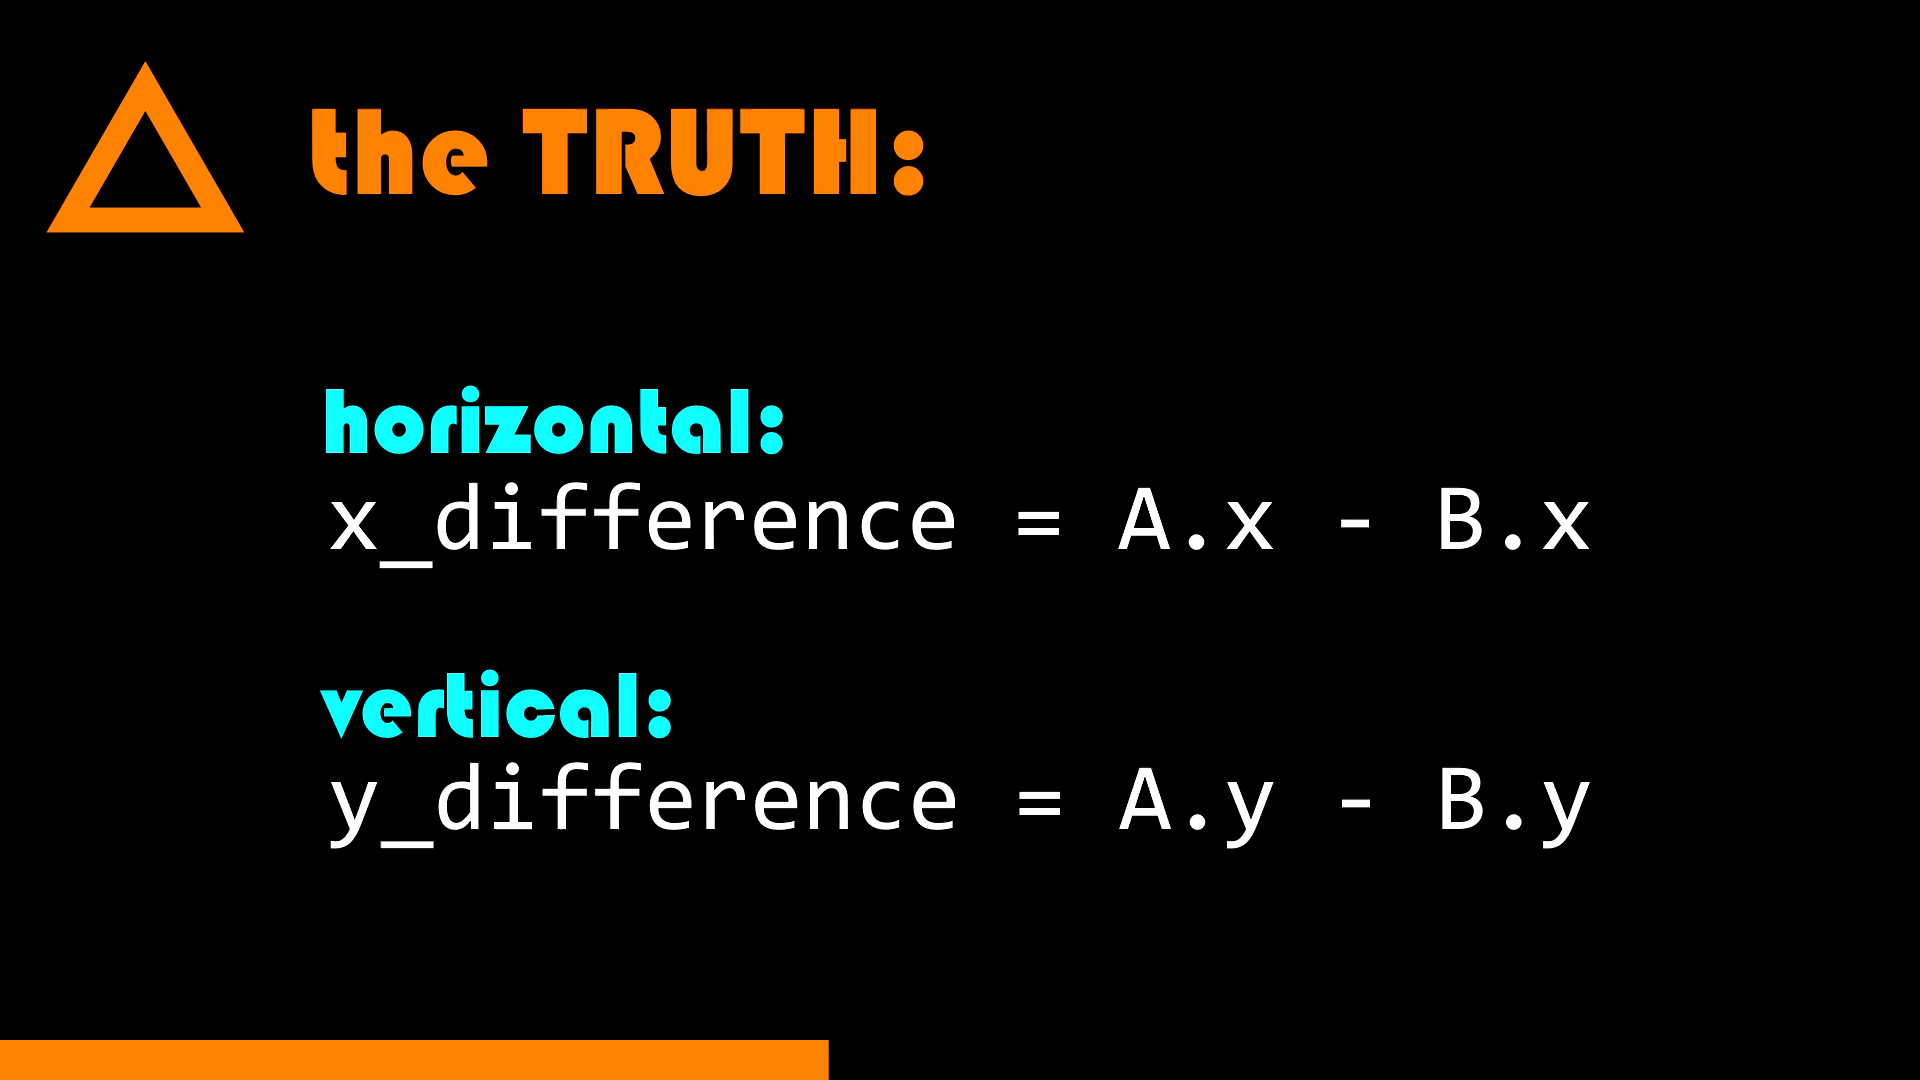 the TRUTH:
horizontal:
x_difference = A.x - B.x
vertical:
y_difference = A.y - B.y